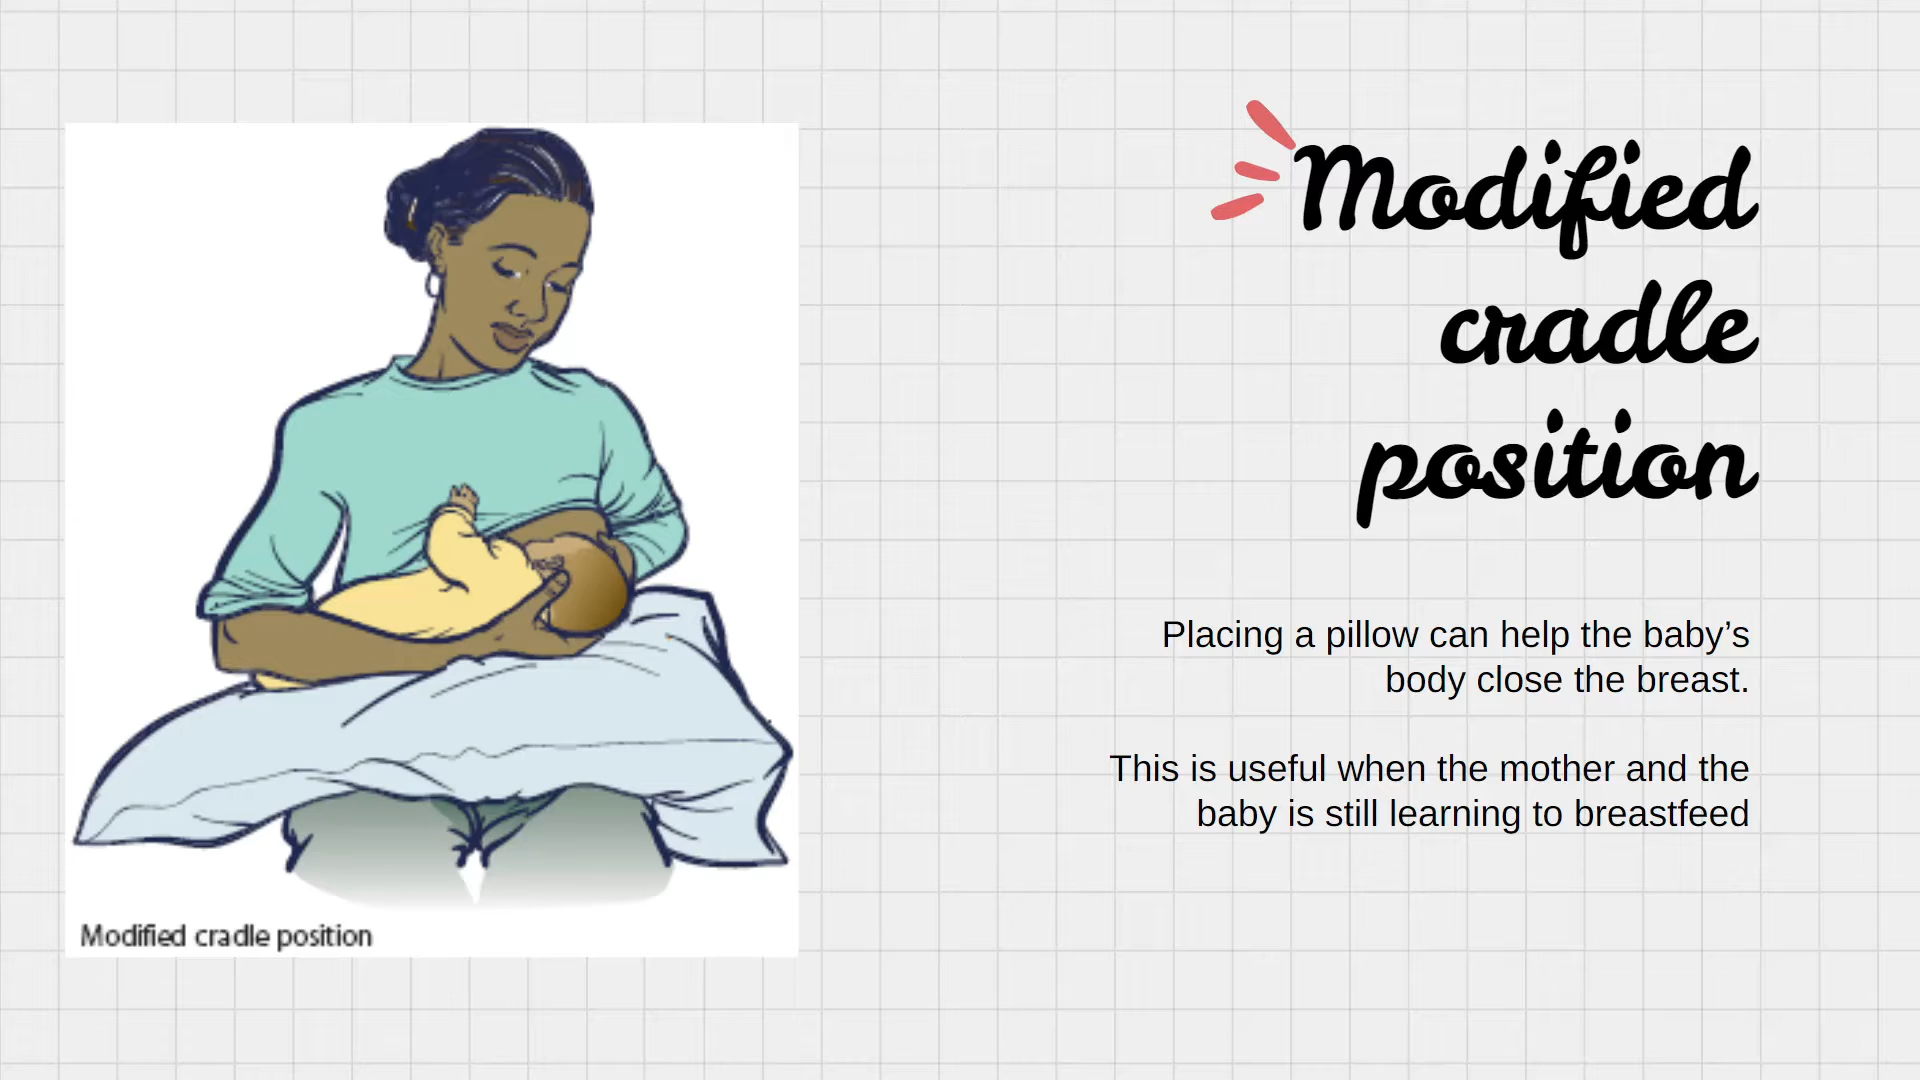 Modified
cradle
position
Placing a pillow can help the baby’s
body close the breast.
This is useful when the mother and the
baby is still learning to breastfeed
Modified cradle position